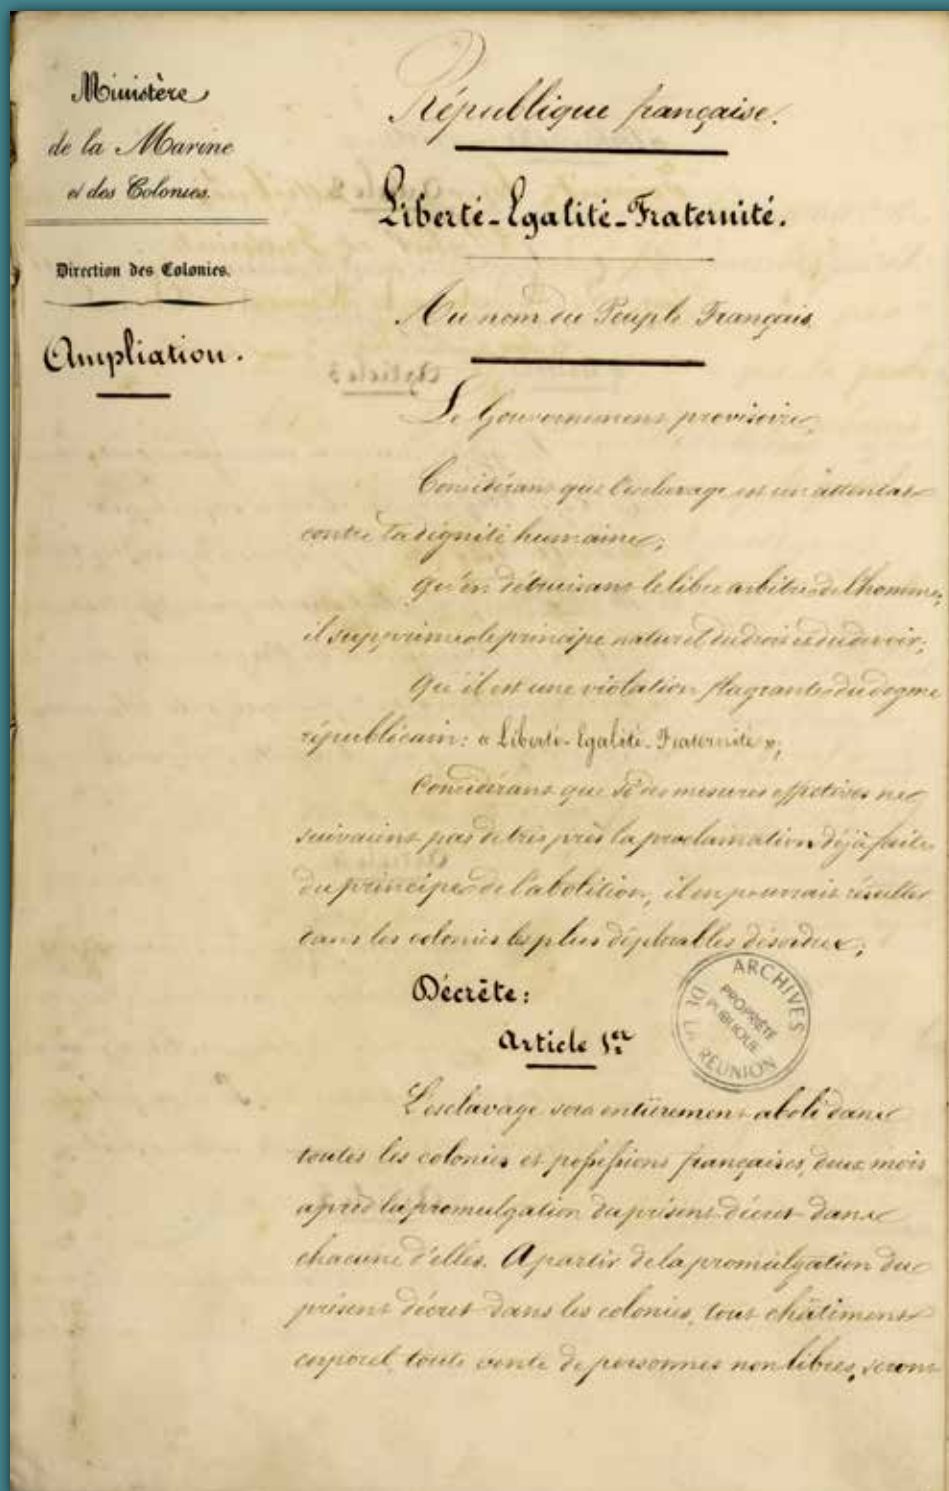 Ministère
de la Marine
et des Colonies.
Direction des Colonies.
Ampliation.
République française.
Liberté-Egalité-Fraternité.
Au nom du Peuple Français
Le Gouvernement provisoire,
Considérant que l'esclavage est un attentat
contre la dignité humaine;
Qu'en détruisant le libre arbitre de l'homme,
il supprime le principe naturel du droit et du devoir;
Qu'il est une violation flagrante du dogme
républicain: « Liberté-Egalité-Fraternité »;
Considérant que si des mesures effectives ne
suivaient pas de très près la proclamation déjà faite
du principe de l'abolition, il en pourrait résulter
dans les colonies les plus déplorables désordres;
Décrète:
Article 1er
L'esclavage sera entièrement aboli dans
toutes les colonies et possessions françaises, deux mois
après la promulgation du présent décret dans
chacune d'elles. A partir de la promulgation du
présent décret dans les colonies, tout châtiment
corporel, toute vente de personnes non libres, seront
ARCHIVES DE LA REUNION
PROPRIÉTÉ
PUBLIQUE